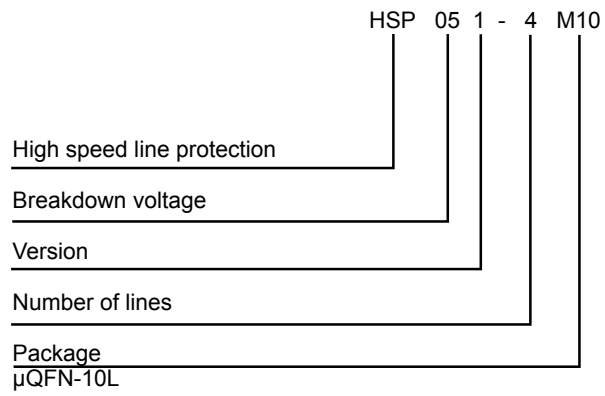 HSP 05 1 - 4 M10
High speed line protection
Breakdown voltage
Version
Number of lines
Package
µQFN-10L